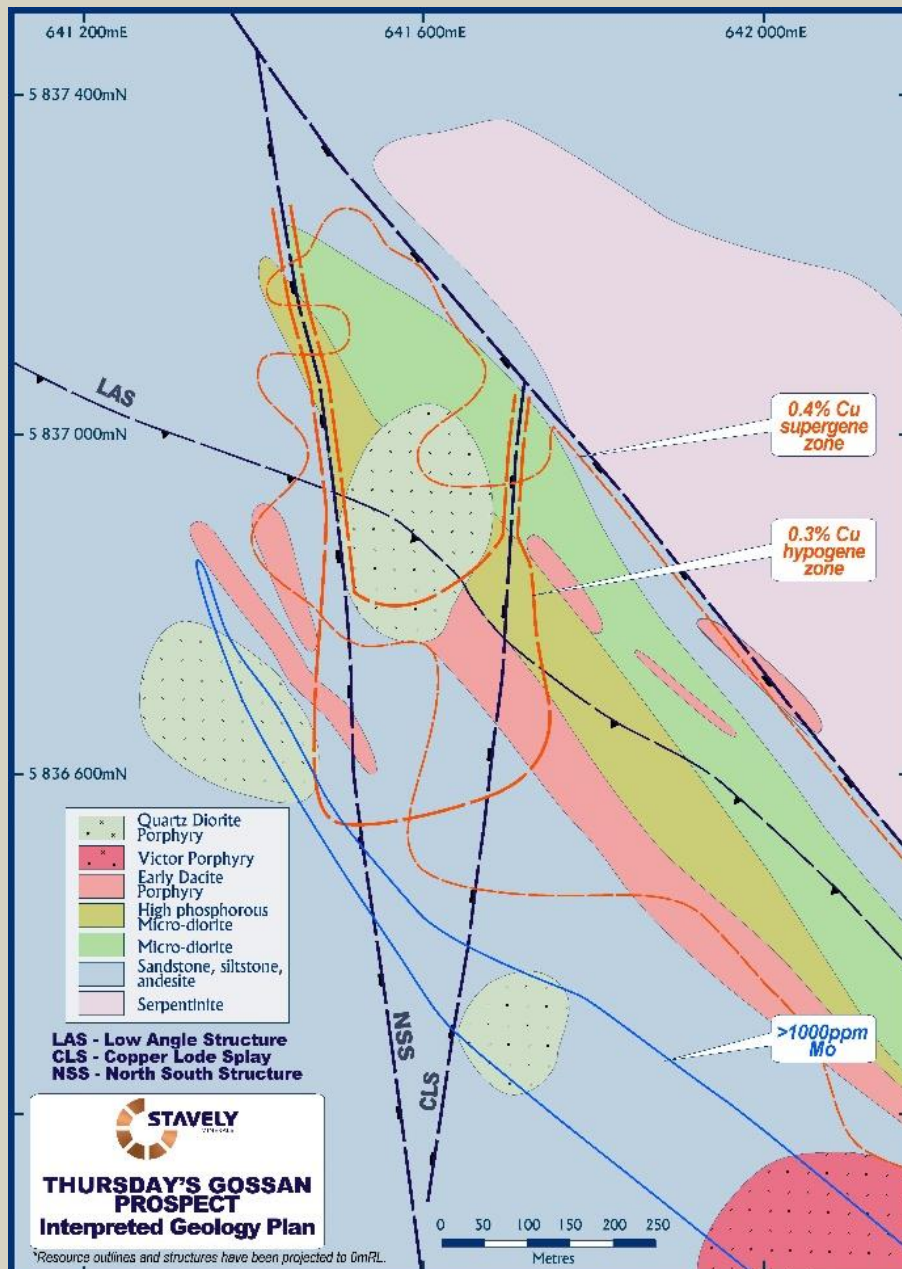 641 200mE
641 600mE
642 000mE
5 837 400mN
LAS
5 837 000mN
0.4% Cu
supergene
zone
0.3% Cu
hypogene
zone
5 836 600mN
Quartz Diorite
Porphyry
Victor Porphyry
Early Dacite
Porphyry
High phosphorous
Micro-diorite
Micro-diorite
Sandstone, siltstone,
andesite
Serpentinite
LAS - Low Angle Structure
CLS - Copper Lode Splay
NSS - North South Structure
NSS
CLS
>1000ppm
Mo
STAVELY
MINERALS
THURSDAY'S GOSSAN
PROSPECT
Interpreted Geology Plan
0 50 100 150 200 250
Metres
*Resource outlines and structures have been projected to 0mRL.